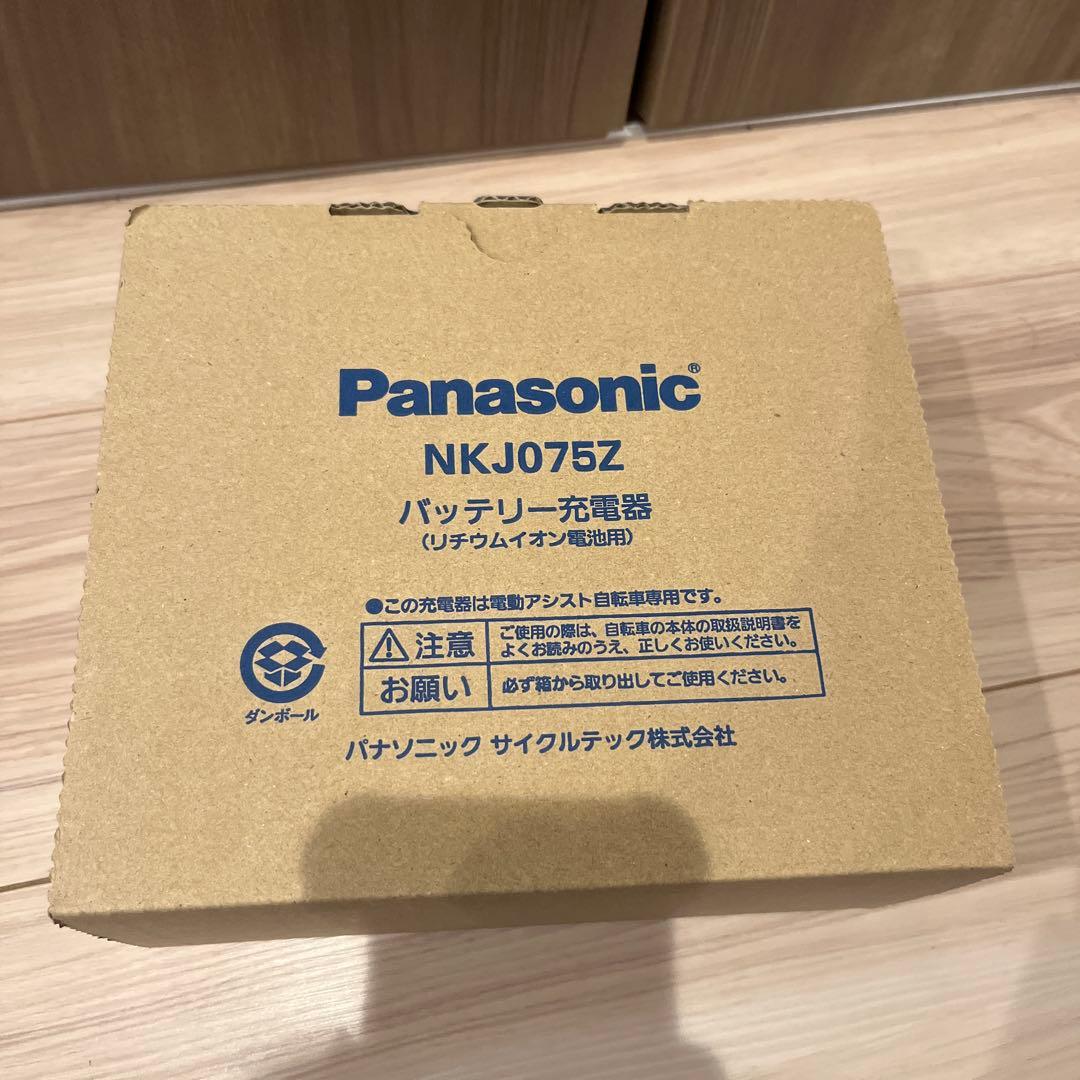 Panasonic®
NKJ075Z
バッテリー充電器
(リチウムイオン電池用)
●この充電器は電動アシスト自転車専用です。
注意
ご使用の際は、自転車の本体の取扱説明書を
よくお読みのうえ、正しくお使いください。
お願い
必ず箱から取り出してご使用ください。
ダンボール
パナソニック サイクルテック株式会社